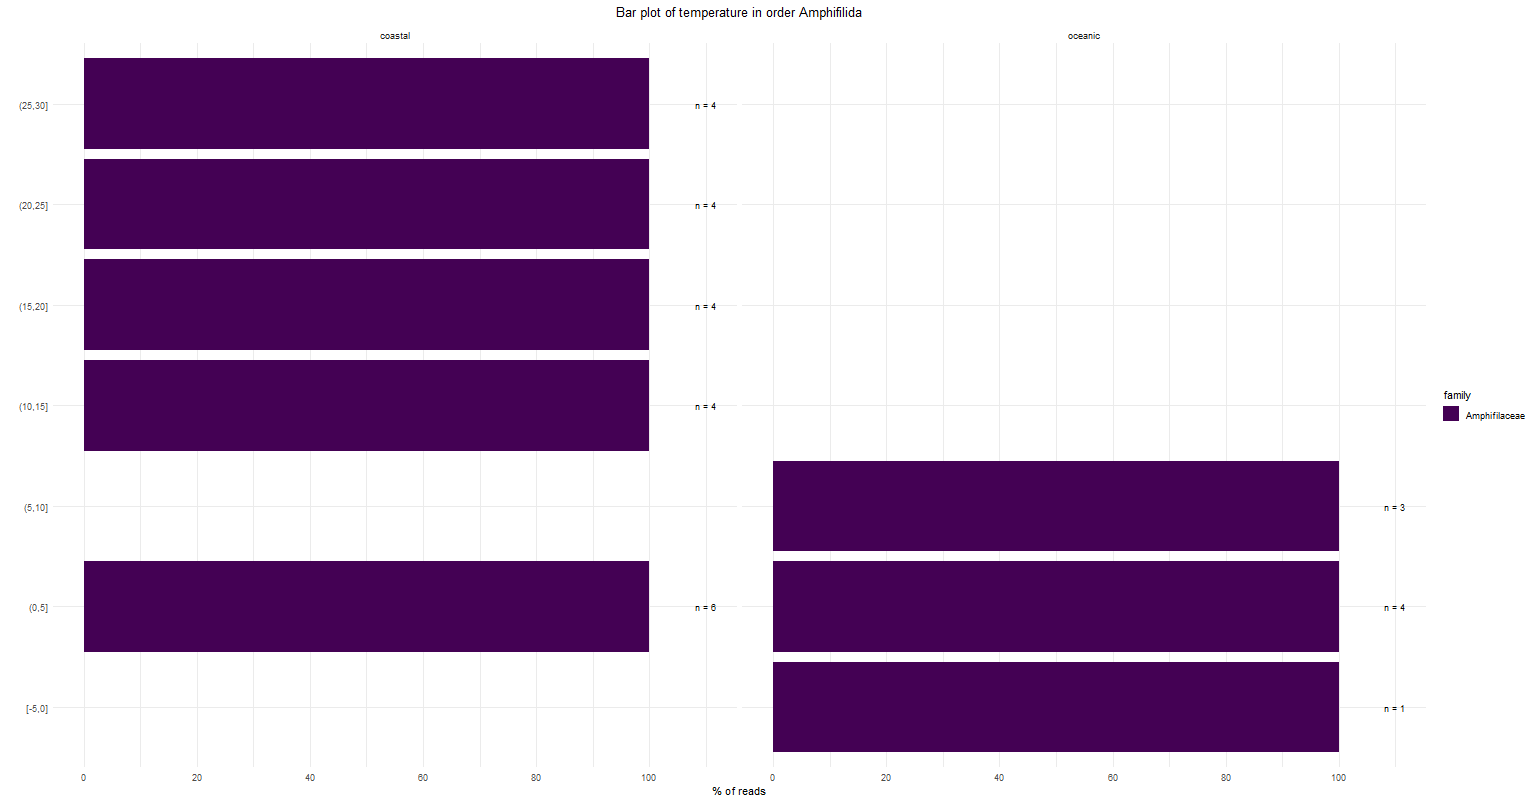 Bar plot of temperature in order Amphifilida
coastal
oceanic
(25,30]
n = 4
(20,25]
n = 4
(15,20]
n = 4
(10,15]
n = 4
(5,10]
n = 3
(0,5]
n = 6
n = 4
[-5,0]
n = 1
0 20 40 60 80 100
0 20 40 60 80 100
% of reads
family
Amphifilaceae